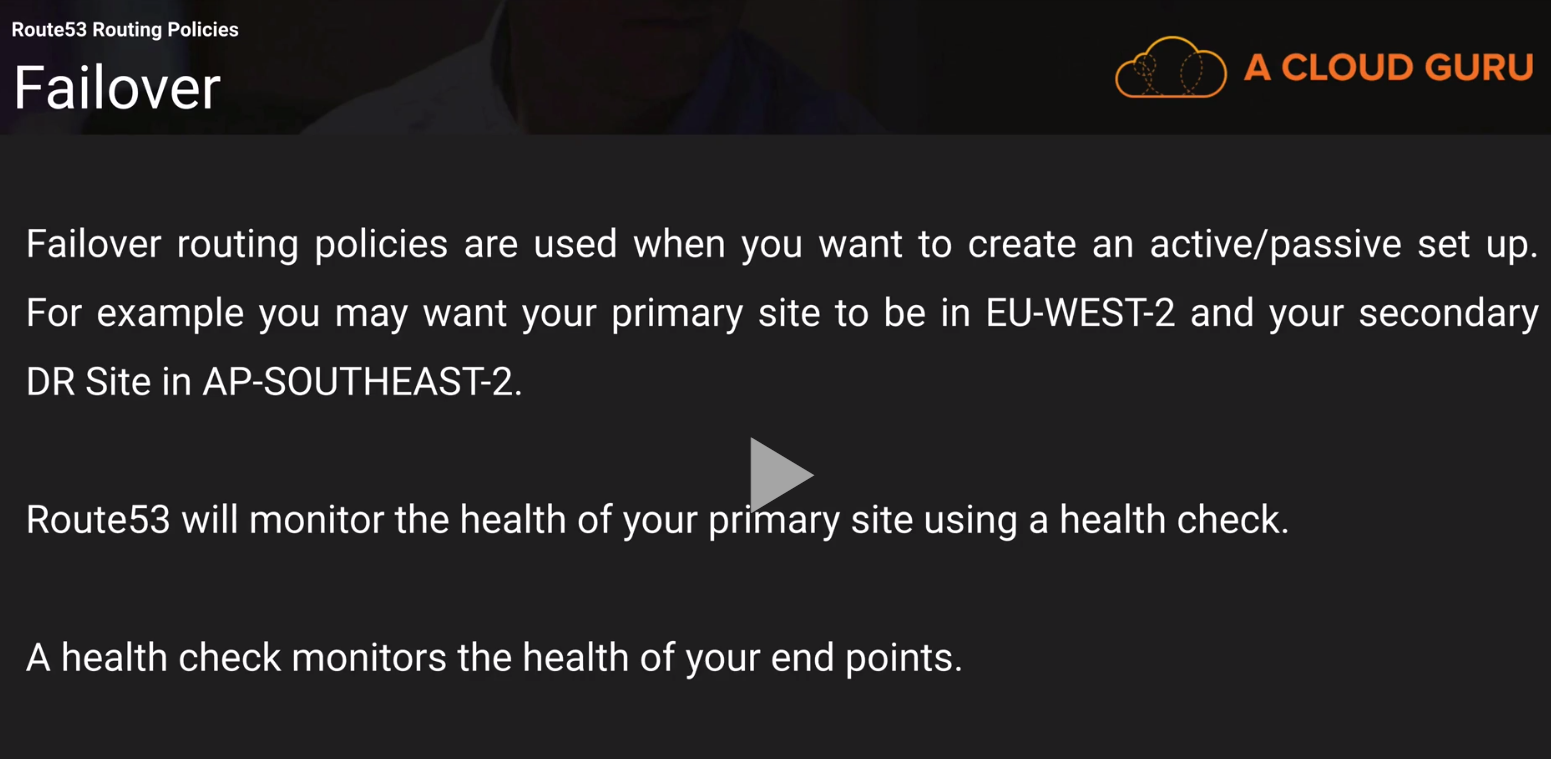 Route53 Routing Policies
Failover
A CLOUD GURU
Failover routing policies are used when you want to create an active/passive set up.
For example you may want your primary site to be in EU-WEST-2 and your secondary
DR Site in AP-SOUTHEAST-2.
Route53 will monitor the health of your primary site using a health check.
A health check monitors the health of your end points.